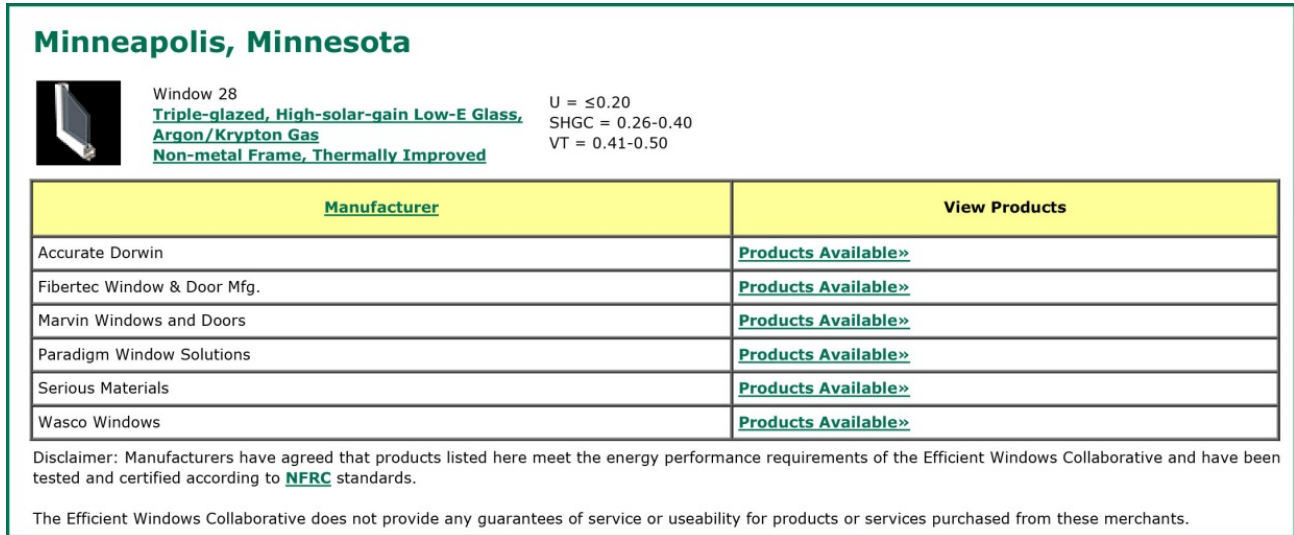 Minneapolis, Minnesota
Window 28
Triple-glazed, High-solar-gain Low-E Glass,
Argon/Krypton Gas
Non-metal Frame, Thermally Improved
U = ≤0.20
SHGC = 0.26-0.40
VT = 0.41-0.50
Manufacturer View Products
Accurate Dorwin Products Available»
Fibertec Window & Door Mfg. Products Available»
Marvin Windows and Doors Products Available»
Paradigm Window Solutions Products Available»
Serious Materials Products Available»
Wasco Windows Products Available»
Disclaimer: Manufacturers have agreed that products listed here meet the energy performance requirements of the Efficient Windows Collaborative and have been
tested and certified according to NFRC standards.
The Efficient Windows Collaborative does not provide any guarantees of service or useability for products or services purchased from these merchants.